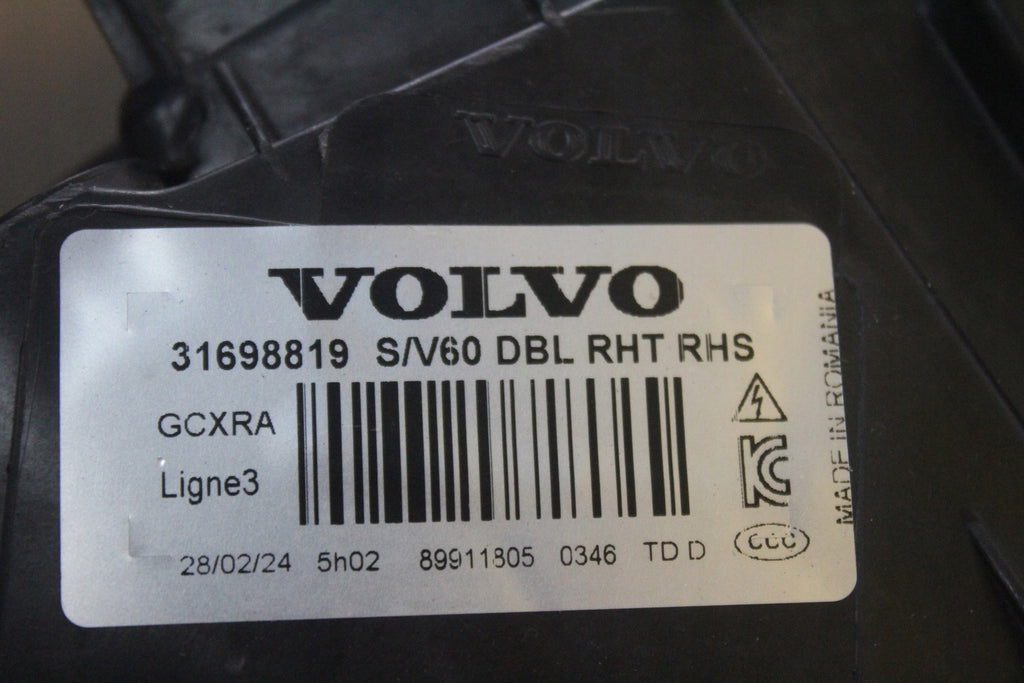 VOLVO
VOLVO
31698819 S/V60 DBL RHT RHS
GCXRA
Ligne3
28/02/24 5h02 89911805 0346 TD D
CCC
MADE IN ROMANIA